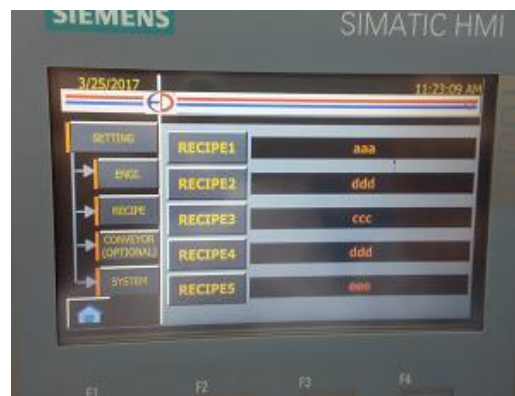 SIEMENS
SIMATIC HMI
3/25/2017
11:23:09 AM
SETTING
ENGI.
RECIPE
CONVEYOR
(OPTIONAL)
SYSTEM
RECIPE1
aaa
RECIPE2
ddd
RECIPE3
ccc
RECIPE4
ddd
RECIPE5
eee
F1
F2
F3
F4